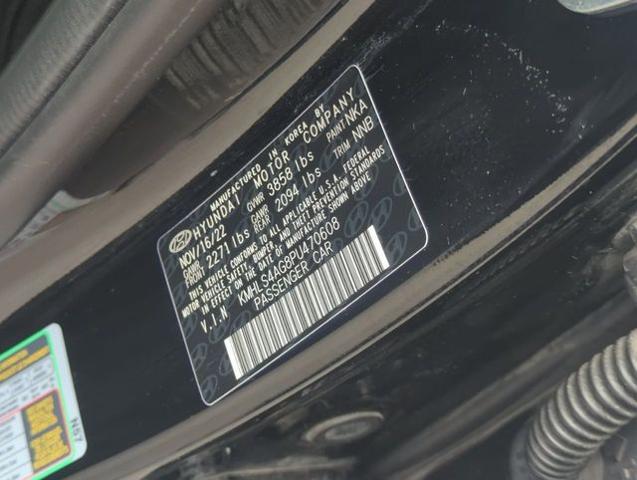 MANUFACTURED IN KOREA BY
HYUNDAI MOTOR COMPANY
NOV/16/22 GVWR 3858 lbs PAINT NKA
GAWR FRONT 2271 lbs GAWR REAR 2094 lbs TRIM NNB
THIS VEHICLE CONFORMS TO ALL APPLICABLE U.S.A. FEDERAL
MOTOR VEHICLE SAFETY, BUMPER, AND THEFT PREVENTION STANDARDS
IN EFFECT ON THE DATE OF MANUFACTURE SHOWN ABOVE
V.I.N KMHLS4AG8PU470608
PASSENGER CAR
N57